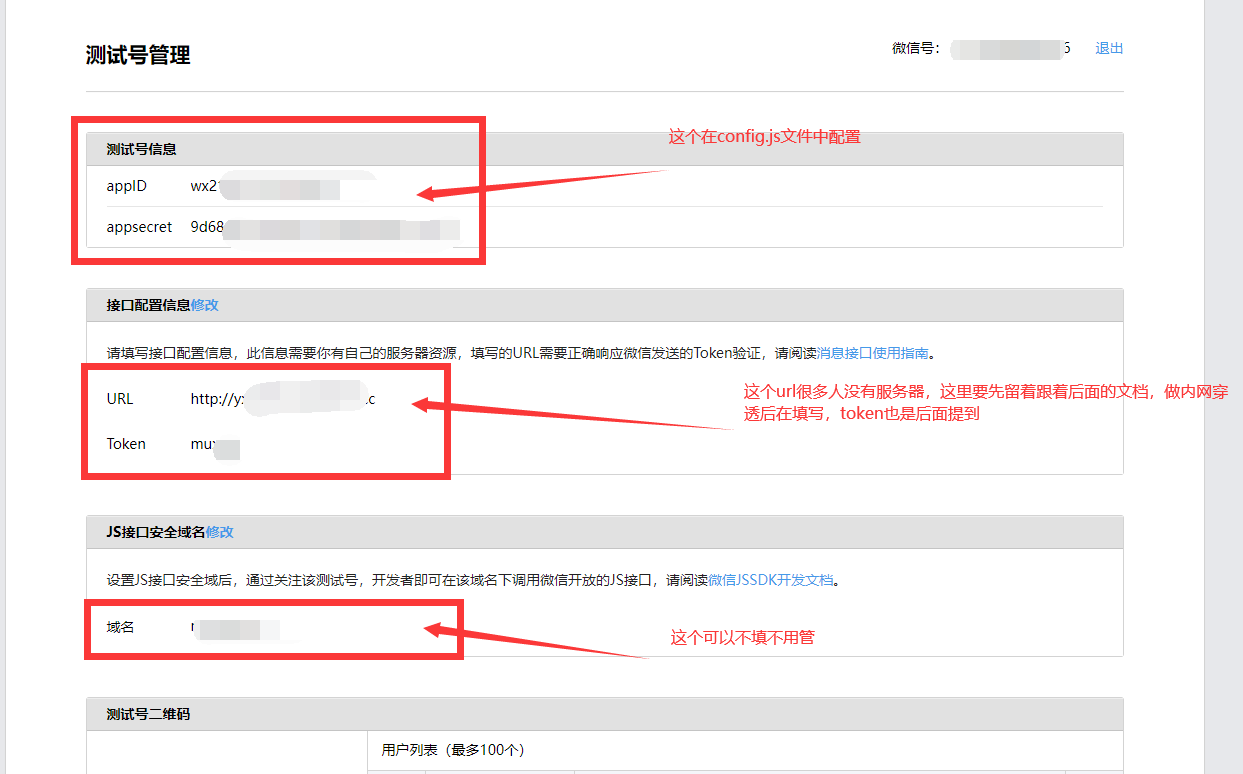 测试号管理
微信号： 6 退出
这个在config.js文件中配置
测试号信息
appID wx2
appsecret 9d68
接口配置信息修改
请填写接口配置信息，此信息需要你有自己的服务器资源，填写的URL需要正确响应微信发送的Token验证，请阅读消息接口使用指南。
URL http://y .c
这个url很多人没有服务器，这里要先留着跟着后面的文档，做内网穿
透后在填写，token也是后面提到
Token mu
JS接口安全域名修改
设置JS接口安全域后，通过关注该测试号，开发者即可在该域名下调用微信开放的JS接口，请阅读微信JSSDK开发文档。
域名
这个可以不填不用管
测试号二维码
用户列表（最多100个）